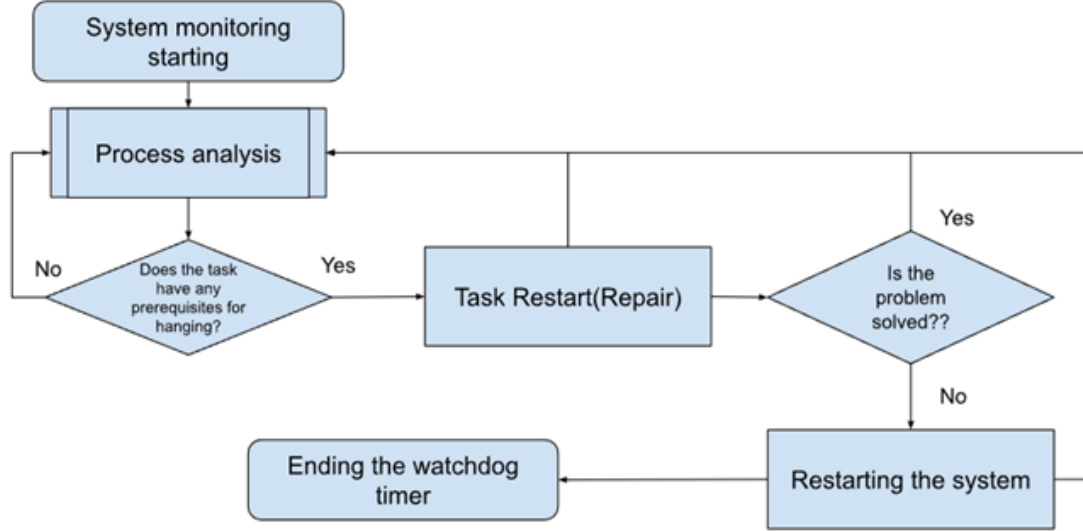 System monitoring
starting
Process analysis
No
Does the task
have any
prerequisites for
hanging?
Yes
Task Restart(Repair)
Yes
Is the
problem
solved??
No
Ending the watchdog
timer
Restarting the system